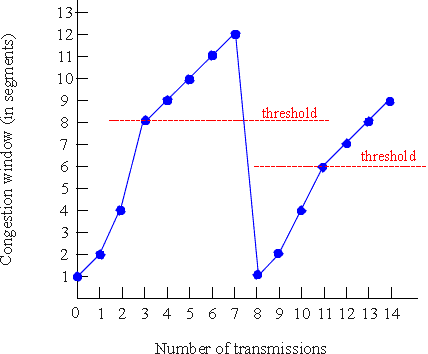 Congestion window (in segments)
13
12
11
10
9
8
7
6
5
4
3
2
1
threshold
threshold
0 1 2 3 4 5 6 7 8 9 10 11 12 13 14
Number of transmissions